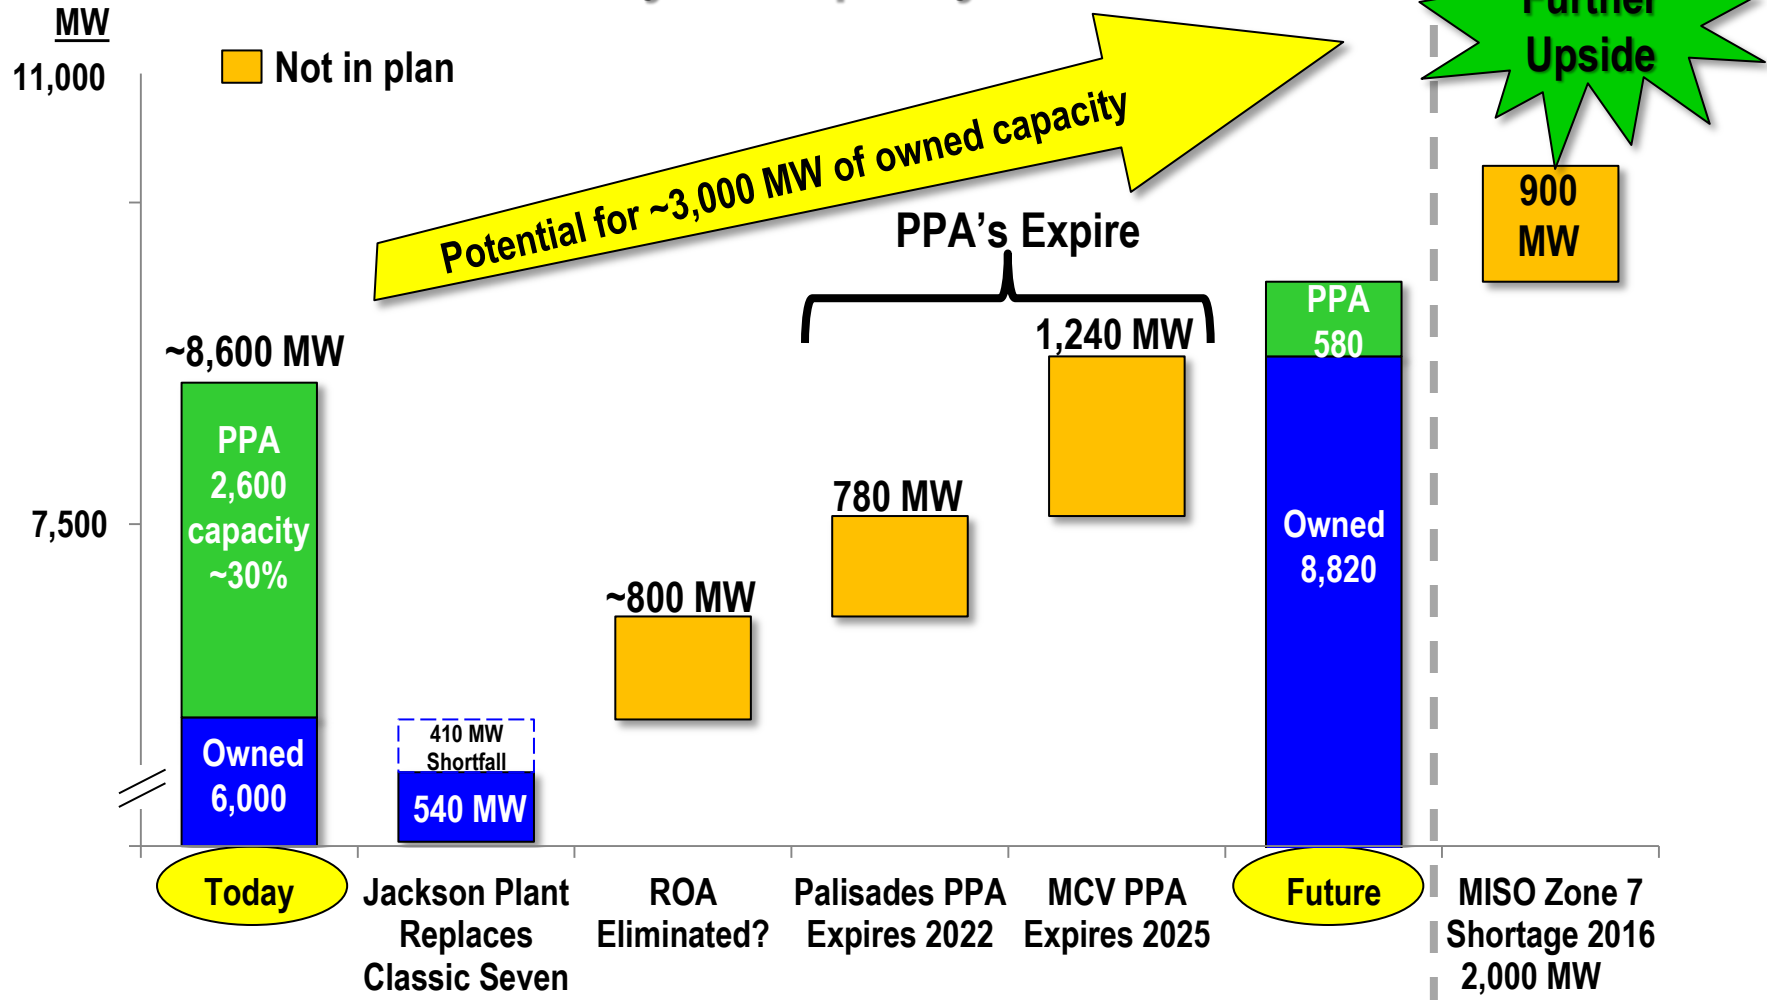 MW
11,000
Not in plan
Further
Upside
Potential for ~3,000 MW of owned capacity
900
MW
PPA's Expire
PPA
580
1,240 MW
~8,600 MW
PPA
2,600
capacity
~30%
780 MW
7,500
Owned
8,820
~800 MW
410 MW
Shortfall
Owned
6,000
540 MW
Today
Jackson Plant
Replaces
Classic Seven
ROA
Eliminated?
Palisades PPA
Expires 2022
MCV PPA
Expires 2025
Future
MISO Zone 7
Shortage 2016
2,000 MW